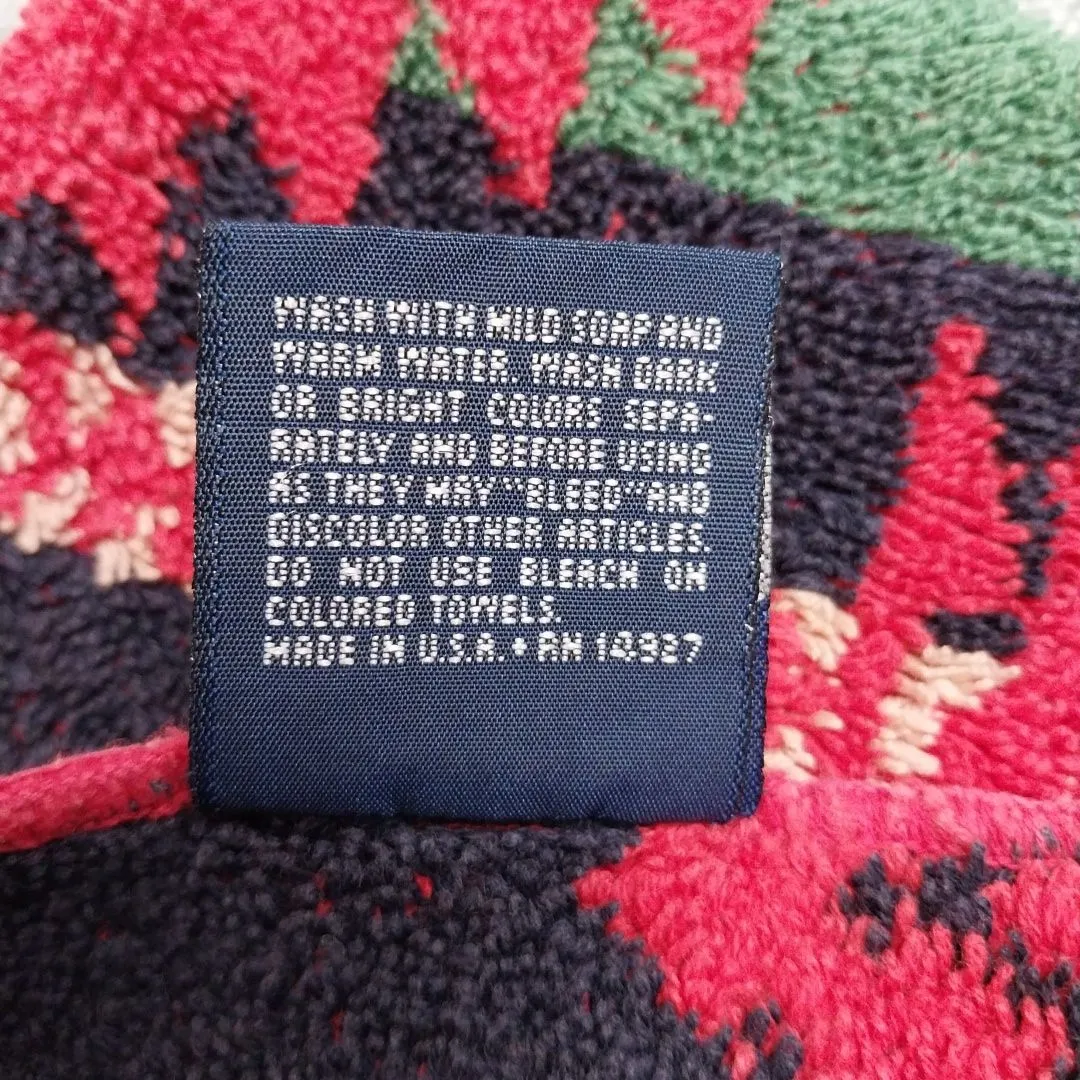 WASH WITH MILD SOAP AND
WARM WATER. WASH DARK
OR BRIGHT COLORS SEPA-
RATELY AND BEFORE USING
AS THEY MAY "BLEED" AND
DISCOLOR OTHER ARTICLES.
DO NOT USE BLEACH ON
COLORED TOWELS.
MADE IN U.S.A. • RN 14927